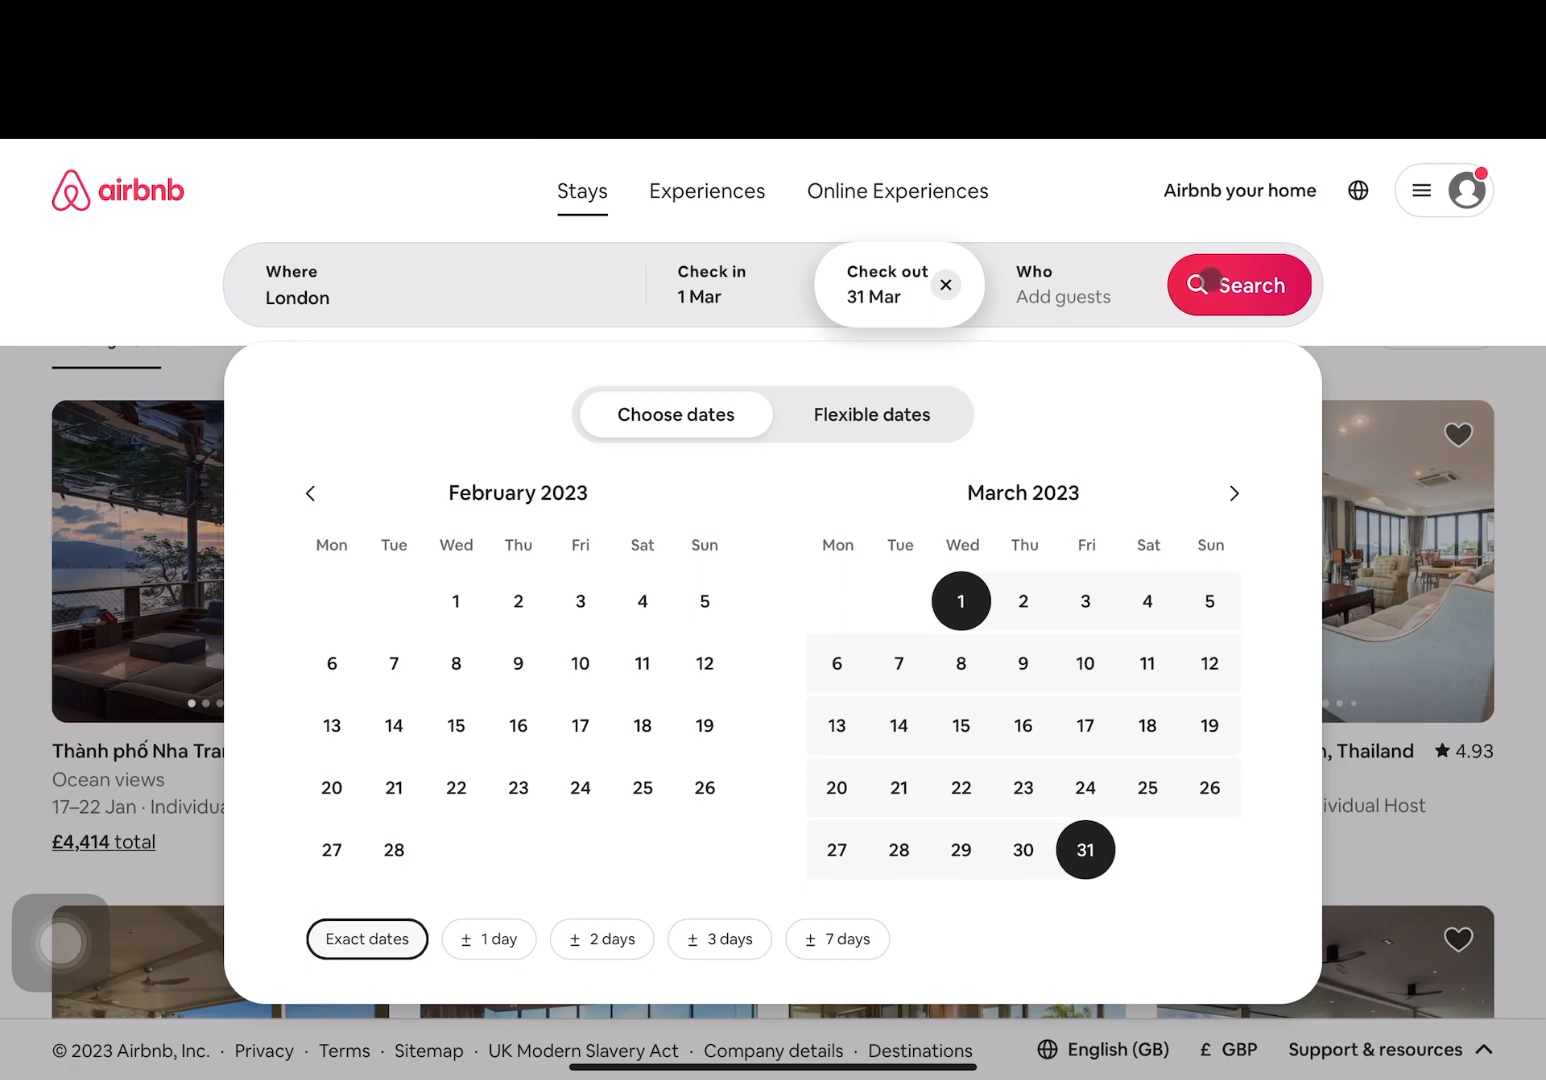 airbnb
Stays
Experiences
Online Experiences
Airbnb your home
Where
London
Check in
1 Mar
Check out
31 Mar
Who
Add guests
Search
Choose dates
Flexible dates
February 2023
Mon Tue Wed Thu Fri Sat Sun
1 2 3 4 5
6 7 8 9 10 11 12
13 14 15 16 17 18 19
20 21 22 23 24 25 26
27 28
March 2023
Mon Tue Wed Thu Fri Sat Sun
1 2 3 4 5
6 7 8 9 10 11 12
13 14 15 16 17 18 19
20 21 22 23 24 25 26
27 28 29 30 31
Exact dates
± 1 day
± 2 days
± 3 days
± 7 days
Thành phố Nha
Ocean views
17–22 Jan ·
£4,414 total
Thailand ★ 4.93
Host
© 2023 Airbnb, Inc. · Privacy · Terms · Sitemap · UK Modern Slavery Act · Company details · Destinations
English (GB) £ GBP Support & resources